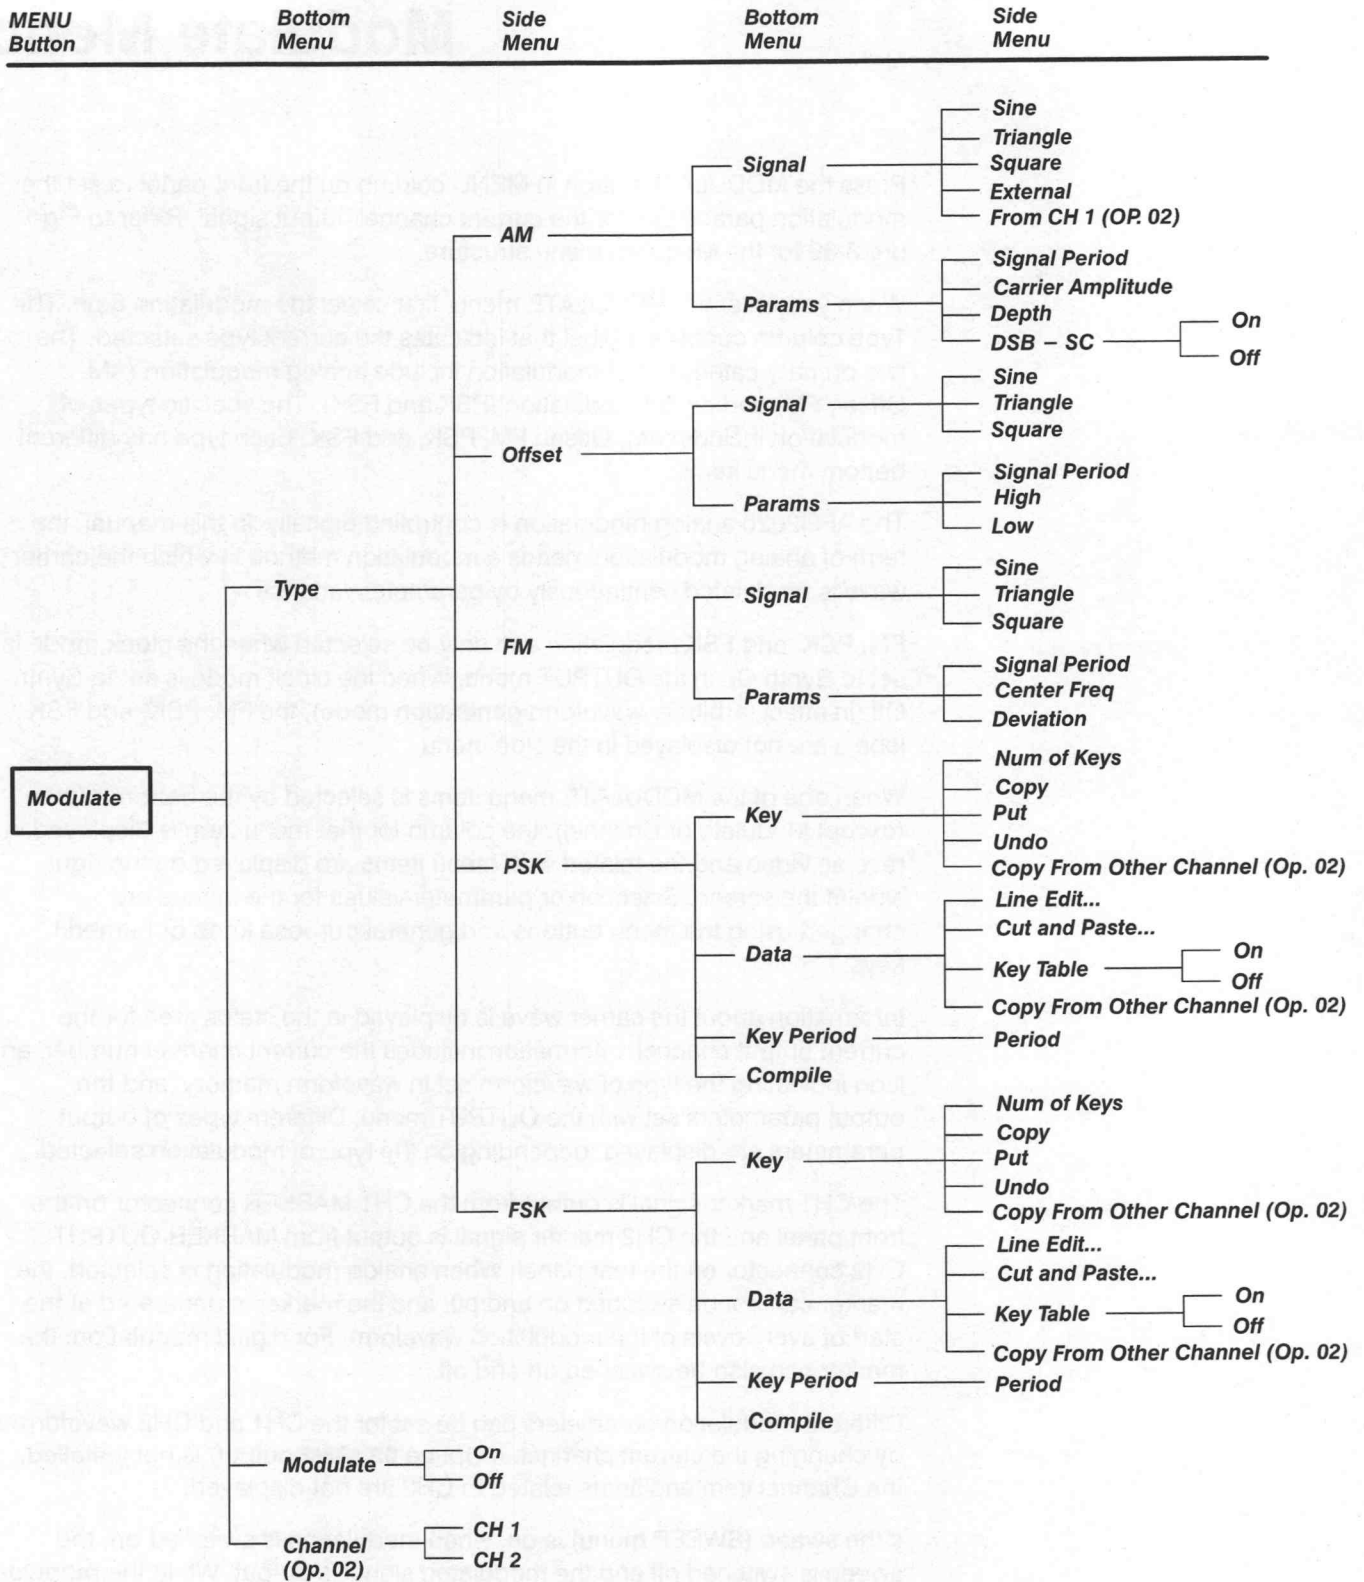 MENU Button
Bottom Menu
Side Menu
Bottom Menu
Side Menu
Modulate
Type
AM
Signal
Sine
Triangle
Square
External
From CH 1 (OP. 02)
Params
Signal Period
Carrier Amplitude
Depth
DSB – SC
On
Off
Offset
Signal
Sine
Triangle
Square
Params
Signal Period
High
Low
FM
Signal
Sine
Triangle
Square
Params
Signal Period
Center Freq
Deviation
PSK
Key
Num of Keys
Copy
Put
Undo
Copy From Other Channel (Op. 02)
Data
Line Edit...
Cut and Paste...
Key Table
On
Off
Copy From Other Channel (Op. 02)
Key Period
Period
Compile
FSK
Key
Num of Keys
Copy
Put
Undo
Copy From Other Channel (Op. 02)
Data
Line Edit...
Cut and Paste...
Key Table
On
Off
Copy From Other Channel (Op. 02)
Key Period
Period
Compile
Modulate
On
Off
Channel
(Op. 02)
CH 1
CH 2